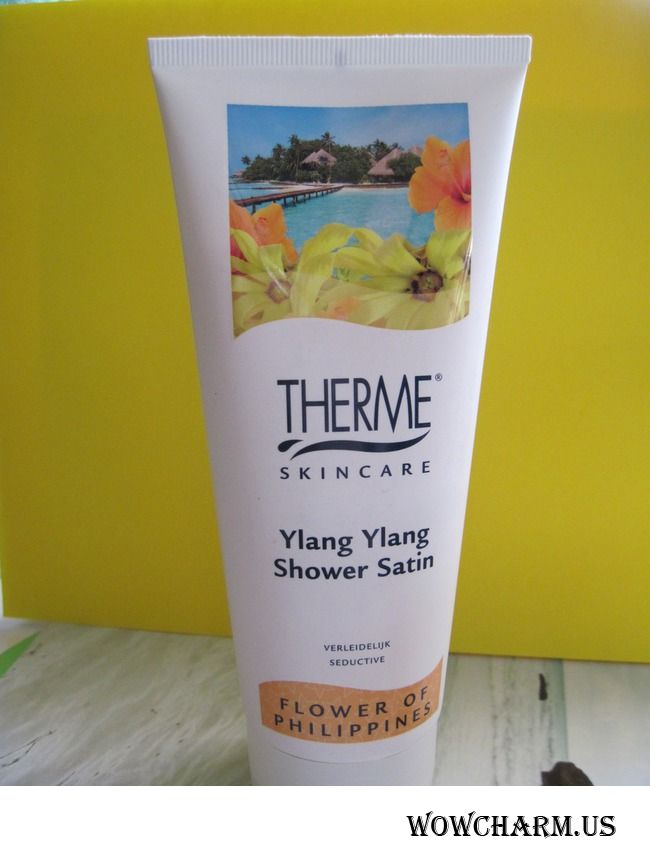 THERME®
SKINCARE
Ylang Ylang
Shower Satin
VERLEIDELIJK
SEDUCTIVE
FLOWER OF
PHILIPPINES
WOWCHARM.US